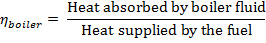 η_boiler = Heat absorbed by boiler fluid / Heat supplied by the fuel